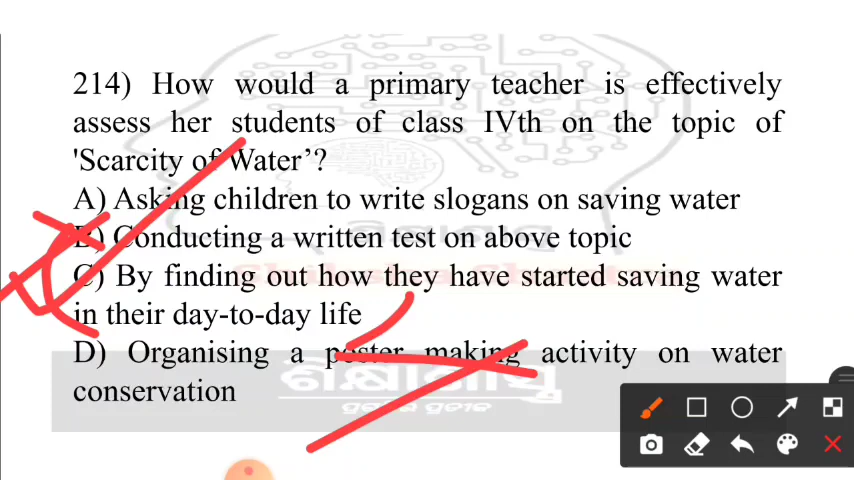 214) How would a primary teacher is effectively
assess her students of class IVth on the topic of
'Scarcity of Water’?
A) Asking children to write slogans on saving water
B) Conducting a written test on above topic
C) By finding out how they have started saving water
in their day-to-day life
D) Organising a poster making activity on water
conservation